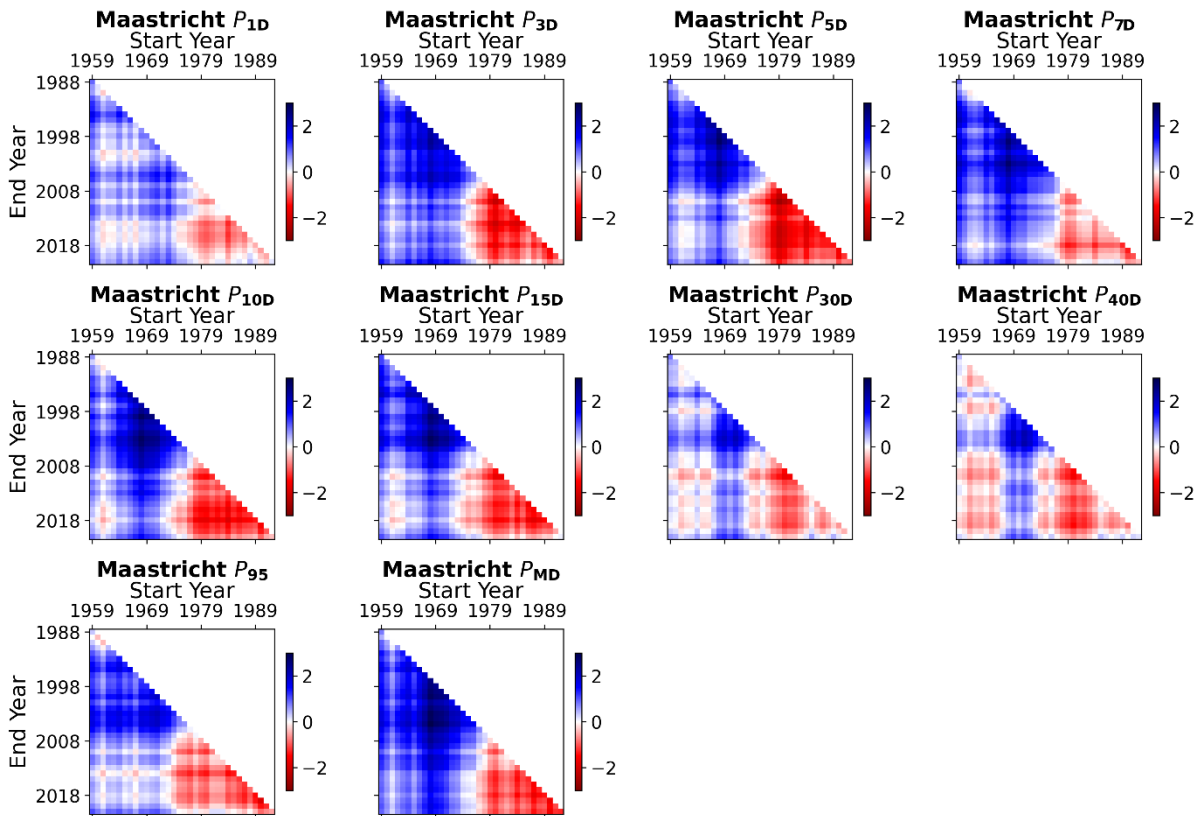 Maastricht P1D
Start Year
1959 1969 1979 1989
Maastricht P3D
Start Year
1959 1969 1979 1989
Maastricht P5D
Start Year
1959 1969 1979 1989
Maastricht P7D
Start Year
1959 1969 1979 1989
End Year
1988
1998
2008
2018
2
0
−2
2
0
−2
2
0
−2
2
0
−2
Maastricht P10D
Start Year
1959 1969 1979 1989
Maastricht P15D
Start Year
1959 1969 1979 1989
Maastricht P30D
Start Year
1959 1969 1979 1989
Maastricht P40D
Start Year
1959 1969 1979 1989
End Year
1988
1998
2008
2018
2
0
−2
2
0
−2
2
0
−2
2
0
−2
Maastricht P95
Start Year
1959 1969 1979 1989
Maastricht PMD
Start Year
1959 1969 1979 1989
End Year
1988
1998
2008
2018
2
0
−2
2
0
−2